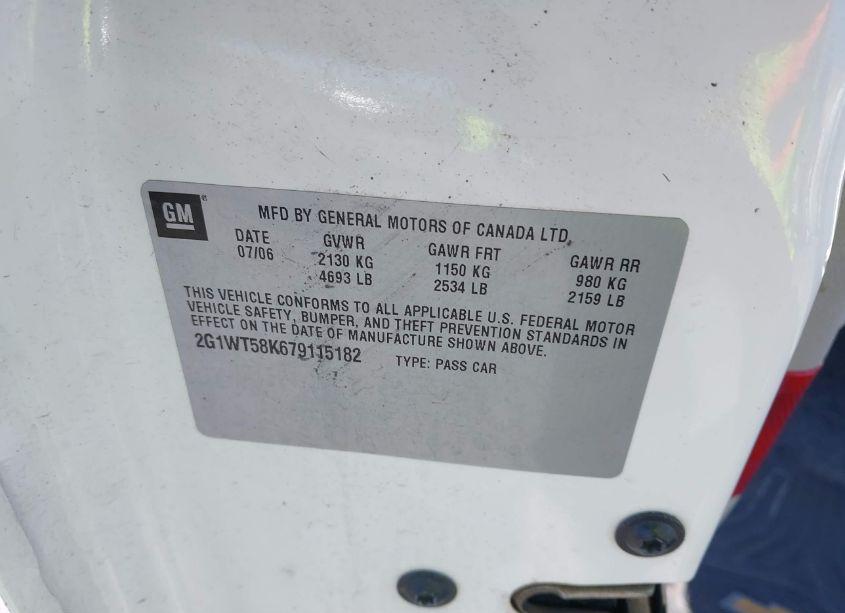 GM®
MFD BY GENERAL MOTORS OF CANADA LTD
DATE GVWR GAWR FRT GAWR RR
07/06 2130 KG 1150 KG 980 KG
4693 LB 2534 LB 2159 LB
THIS VEHICLE CONFORMS TO ALL APPLICABLE U.S. FEDERAL MOTOR
VEHICLE SAFETY, BUMPER, AND THEFT PREVENTION STANDARDS IN
EFFECT ON THE DATE OF MANUFACTURE SHOWN ABOVE.
2G1WT58K679115182 TYPE: PASS CAR